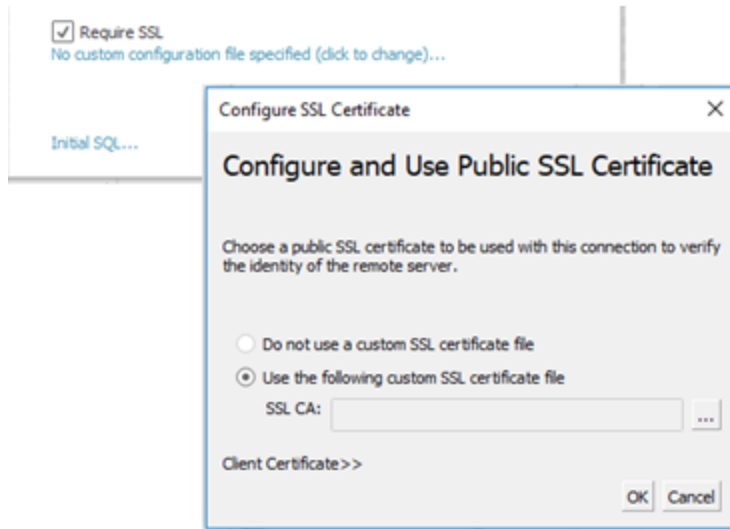 Require SSL
No custom configuration file specified (click to change)...
Initial SQL...
Configure SSL Certificate
Configure and Use Public SSL Certificate
Choose a public SSL certificate to be used with this connection to verify
the identity of the remote server.
Do not use a custom SSL certificate file
Use the following custom SSL certificate file
SSL CA:
...
Client Certificate>>
OK Cancel